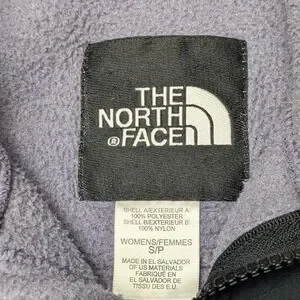 THE
NORTH
® FACE
SHELL A/EXTERIEUR A:
100% POLYESTER
SHELL B/EXTERIEUR B:
100% NYLON
WOMENS/FEMMES
S/P
MADE IN EL SALVADOR
OF US MATERIALS
FABRIQUÉ EN
EL SALVADOR DE
TISSUS DES E.U.